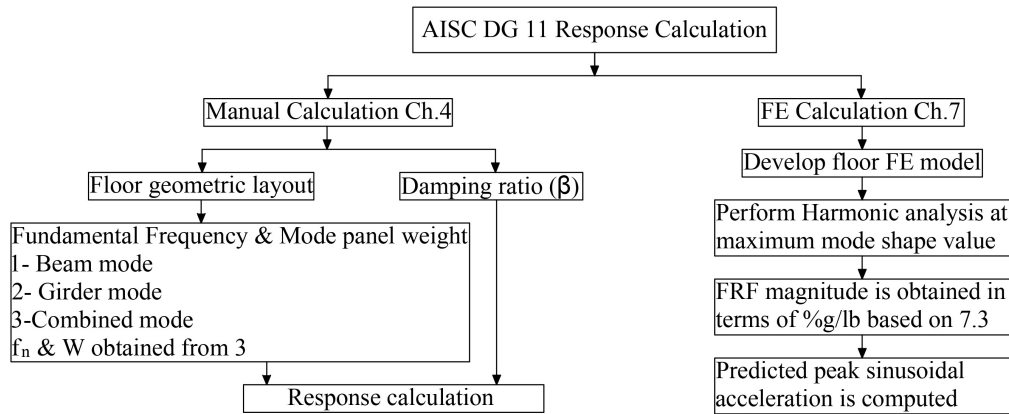 AISC DG 11 Response Calculation
Manual Calculation Ch.4
FE Calculation Ch.7
Floor geometric layout
Damping ratio (β)
Develop floor FE model
Fundamental Frequency & Mode panel weight
1- Beam mode
2- Girder mode
3-Combined mode
fₙ & W obtained from 3
Perform Harmonic analysis at
maximum mode shape value
FRF magnitude is obtained in
terms of %g/lb based on 7.3
Response calculation
Predicted peak sinusoidal
acceleration is computed